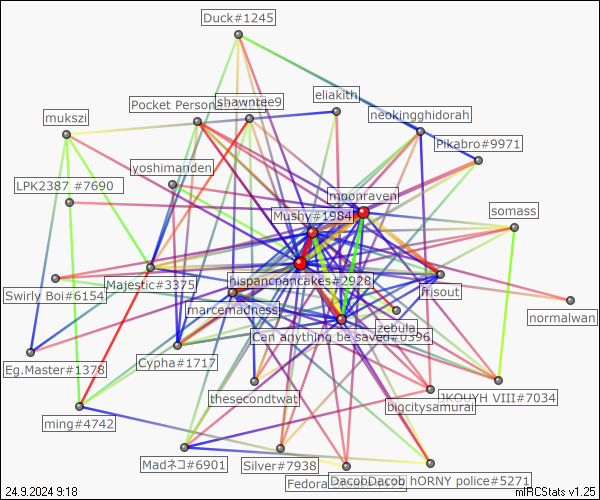 Duck#1245
Pocket Person
shawntee9
eliakith
neokingghidorah
mukszi
Pikabro#9971
yoshimanden
LPK2387 #7690
moonraven
Mushy#1984
somass
Majestic#3375
hispancpancakes#2928
Swirly Boi#6154
frisout
marcemadness
normalwan
zebula
Can anything be saved#0396
Eg.Master#1378
Cypha#1717
thesecondtwat
JKOUYH VIII#7034
bigcitysamurai
ming#4742
Madネコ#6901
Silver#7938
Fedora
DacobDacob hORNY police#5271
24.9.2024 9:18
mIRCStats v1.25